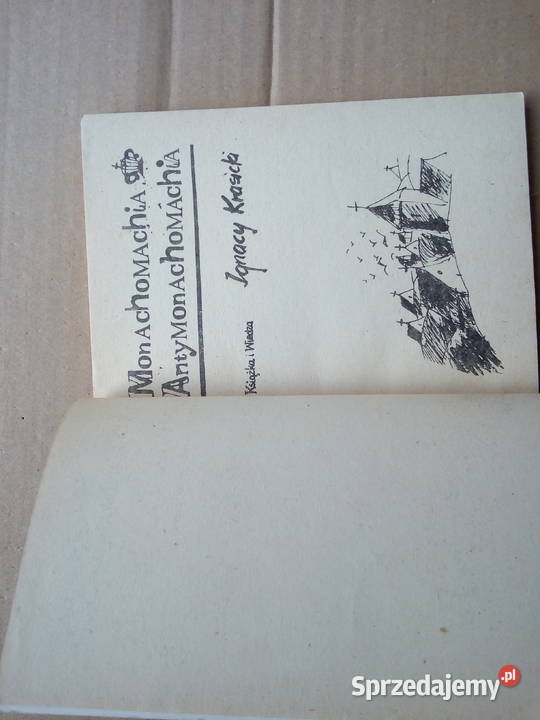 MonAchoMAchiA
AntyMonAchoMAchiA
Ignacy Krasicki
Książka i Wiedza
Sprzedajemy.pl